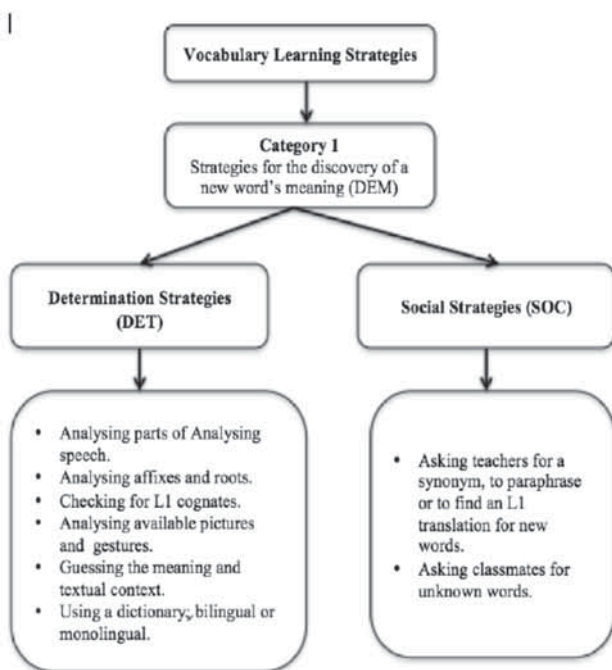 Vocabulary Learning Strategies
Category 1
Strategies for the discovery of a
new word's meaning (DEM)
Determination Strategies
(DET)
• Analysing parts of Analysing
speech.
• Analysing affixes and roots.
• Checking for L1 cognates.
• Analysing available pictures
and gestures.
• Guessing the meaning and
textual context.
• Using a dictionary; bilingual or
monolingual.
Social Strategies (SOC)
• Asking teachers for a
synonym, to paraphrase
or to find an L1
translation for new
words.
• Asking classmates for
unknown words.